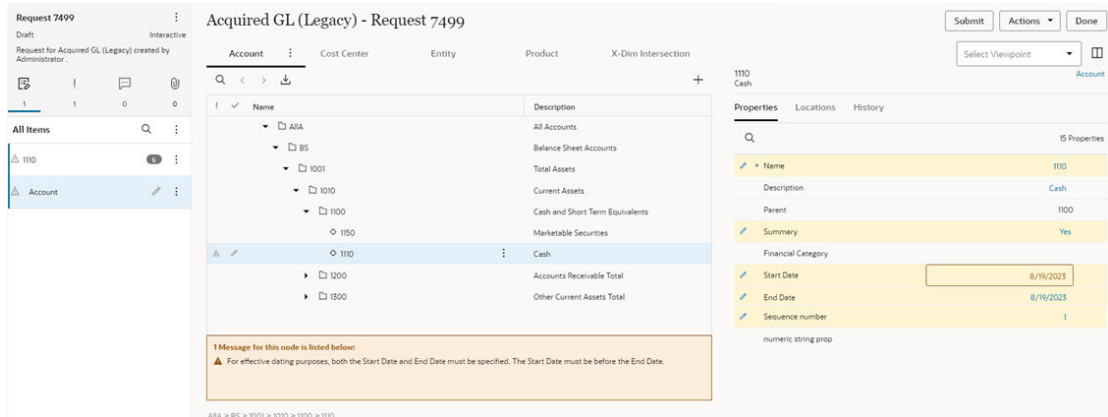 Request 7499
Draft
Interactive
Request for Acquired GL (Legacy) created by
Administrator .
1
1
0
0
All Items
1110
5
Account
Acquired GL (Legacy) - Request 7499
Submit
Actions
Done
Account
Cost Center
Entity
Product
X-Dim Intersection
Select Viewpoint
Name
Description
AllA
All Accounts
BS
Balance Sheet Accounts
1001
Total Assets
1010
Current Assets
1100
Cash and Short Term Equivalents
1150
Marketable Securities
1110
Cash
1200
Accounts Receivable Total
1300
Other Current Assets Total
1 Message for this node is listed below:
For effective dating purposes, both the Start Date and End Date must be specified. The Start Date must be before the End Date.
AllA > BS > 1001 > 1010 > 1100 > 1110
1110
Account
Cash
Properties
Locations
History
15 Properties
* Name
1110
Description
Cash
Parent
1100
Summary
Yes
Financial Category
Start Date
8/19/2023
End Date
8/19/2023
Sequence number
1
numeric string prop